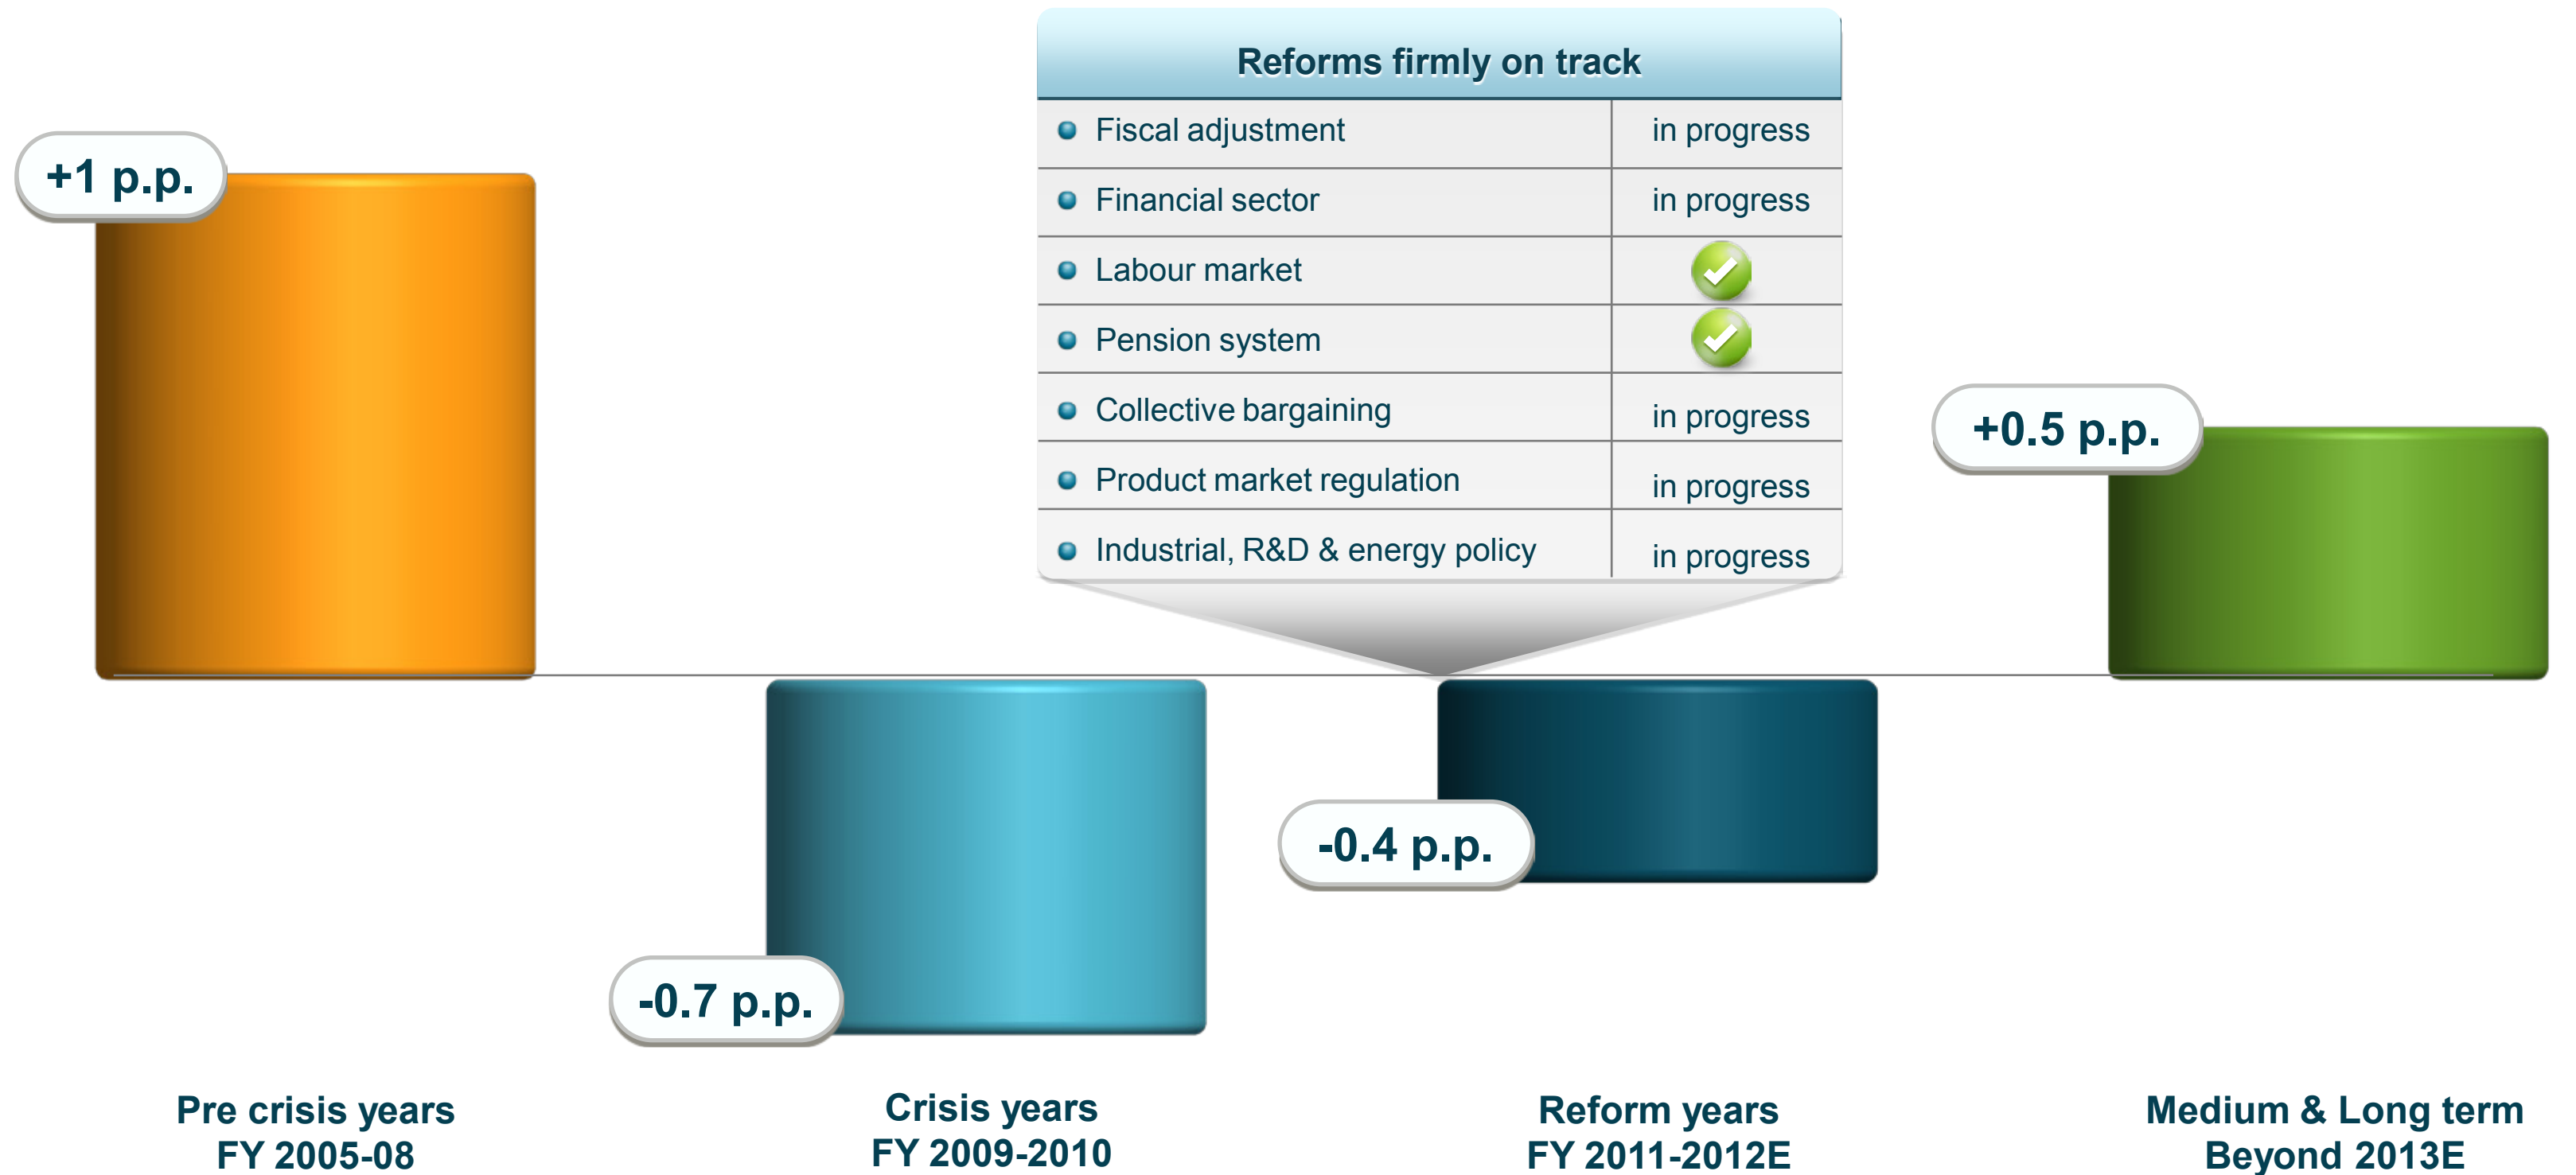 Reforms firmly on track
Fiscal adjustment in progress
Financial sector in progress
Labour market
Pension system
Collective bargaining in progress
Product market regulation in progress
Industrial, R&D & energy policy in progress
+1 p.p.
-0.7 p.p.
-0.4 p.p.
+0.5 p.p.
Pre crisis years
FY 2005-08
Crisis years
FY 2009-2010
Reform years
FY 2011-2012E
Medium & Long term
Beyond 2013E